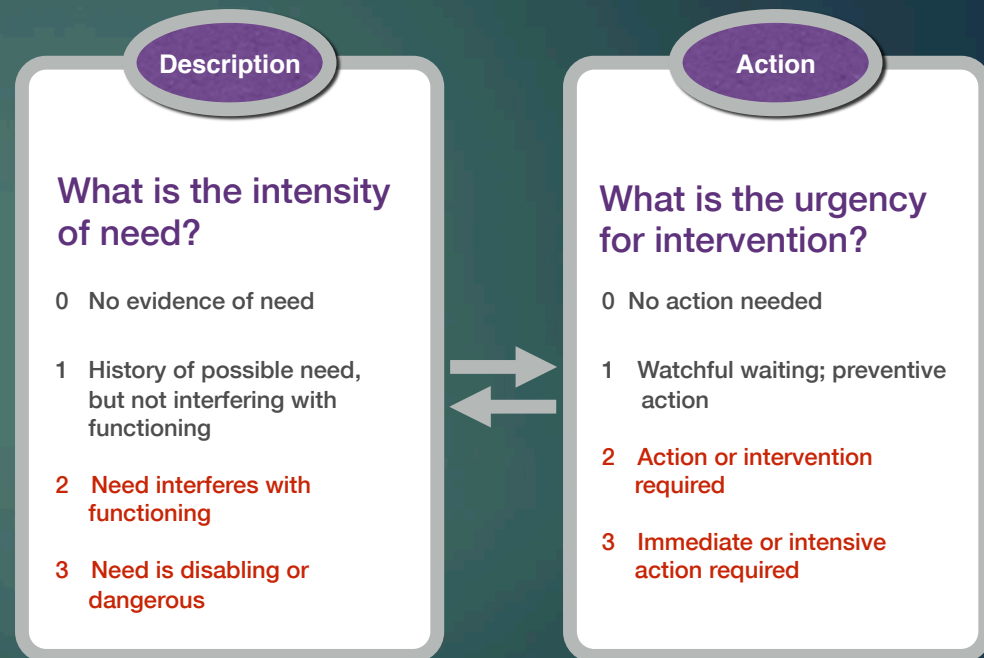 Description
What is the intensity
of need?
0 No evidence of need
1 History of possible need,
but not interfering with
functioning
2 Need interferes with
functioning
3 Need is disabling or
dangerous
Action
What is the urgency
for intervention?
0 No action needed
1 Watchful waiting; preventive
action
2 Action or intervention
required
3 Immediate or intensive
action required